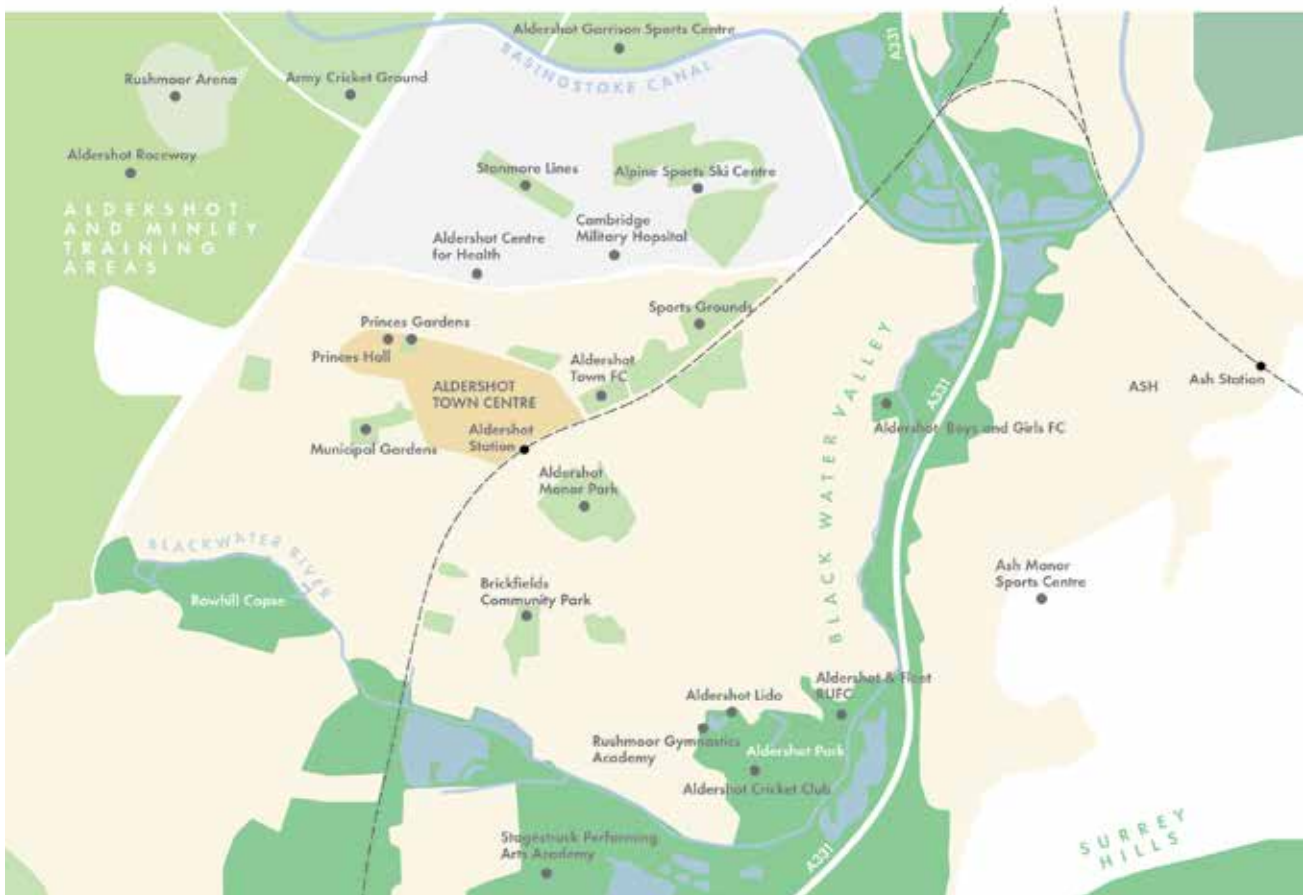 Aldershot Garrison Sports Centre
A331
BASINGSTOKE CANAL
Rushmoor Arena
Army Cricket Ground
Aldershot Raceway
Stanmore Lines
Alpine Sports Ski Centre
ALDERSHOT
AND MINLEY
TRAINING
AREAS
Cambridge
Military Hopsital
Aldershot Centre
for Health
Sports Grounds
Princes Gardens
Princes Hall
Aldershot
Town FC
ALDERSHOT
TOWN CENTRE
BLACK WATER VALLEY
A331
ASH
Ash Station
Aldershot Boys and Girls FC
Municipal Gardens
Aldershot
Station
Aldershot
Manor Park
BLACKWATER RIVER
Rowhill Copse
Brickfields
Community Park
Ash Manor
Sports Centre
Aldershot & Fleet
RUFC
Aldershot Lido
Rushmoor Gymnastics
Academy
Aldershot Park
Aldershot Cricket Club
Stagestruck Performing
Arts Academy
A331
SURREY
HILLS